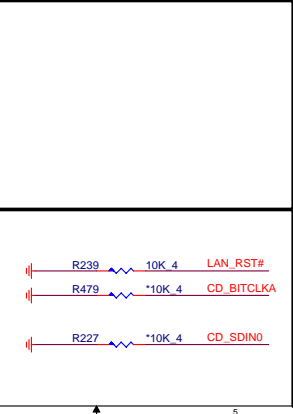 R239 10K_4 LAN_RST#
R479 *10K_4 CD_BITCLKA
R227 *10K_4 CD_SDIN0
5